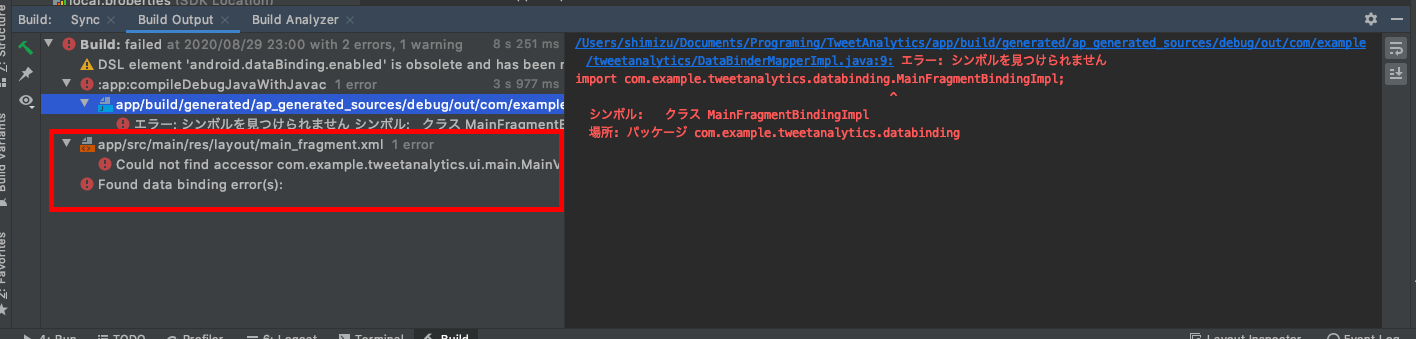 local.properties (SDK Location)
Build: Sync × Build Output × Build Analyzer ×
Build: failed at 2020/08/29 23:00 with 2 errors, 1 warning 8 s 251 ms
DSL element 'android.dataBinding.enabled' is obsolete and has been
:app:compileDebugJavaWithJavac 1 error 3 s 977 ms
app/build/generated/ap_generated_sources/debug/out/com/example
エラー: シンボルを見つけられません シンボル: クラス MainFragmentB
app/src/main/res/layout/main_fragment.xml 1 error
Could not find accessor com.example.tweetanalytics.ui.main.MainV
Found data binding error(s):
/Users/shimizu/Documents/Programing/TweetAnalytics/app/build/generated/ap_generated_sources/debug/out/com/example
/tweetanalytics/DataBinderMapperImpl.java:9: エラー: シンボルを見つけられません
import com.example.tweetanalytics.databinding.MainFragmentBindingImpl;
^
シンボル: クラス MainFragmentBindingImpl
場所: パッケージ com.example.tweetanalytics.databinding
Structure
Build Variants
2: Favorites
4: Run TODO Profiler 6: Logcat Terminal Build Layout Inspector Event Log